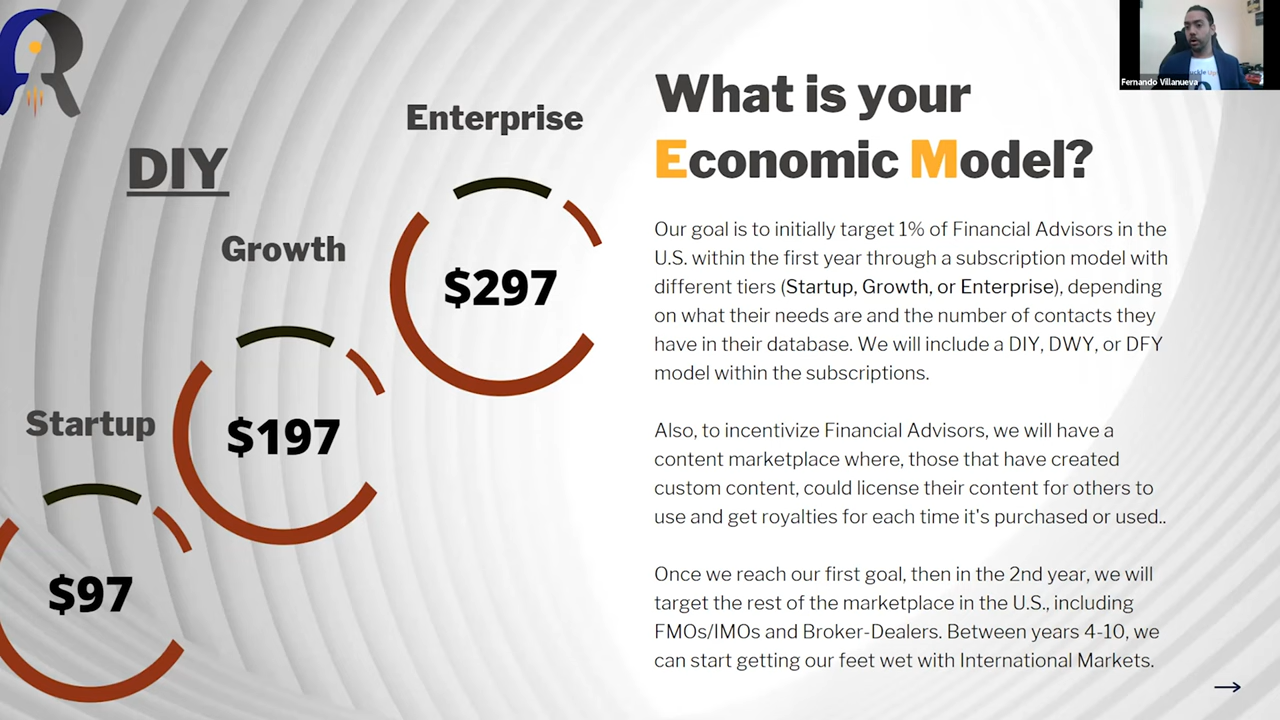 DIY
Enterprise
$297
Growth
$197
Startup
$97
What is your
Economic Model?
Our goal is to initially target 1% of Financial Advisors in the
U.S. within the first year through a subscription model with
different tiers (Startup, Growth, or Enterprise), depending
on what their needs are and the number of contacts they
have in their database. We will include a DIY, DWY, or DFY
model within the subscriptions.
Also, to incentivize Financial Advisors, we will have a
content marketplace where, those that have created
custom content, could license their content for others to
use and get royalties for each time it's purchased or used..
Once we reach our first goal, then in the 2nd year, we will
target the rest of the marketplace in the U.S., including
FMOs/IMOs and Broker-Dealers. Between years 4-10, we
can start getting our feet wet with International Markets.
Fernando Villanueva